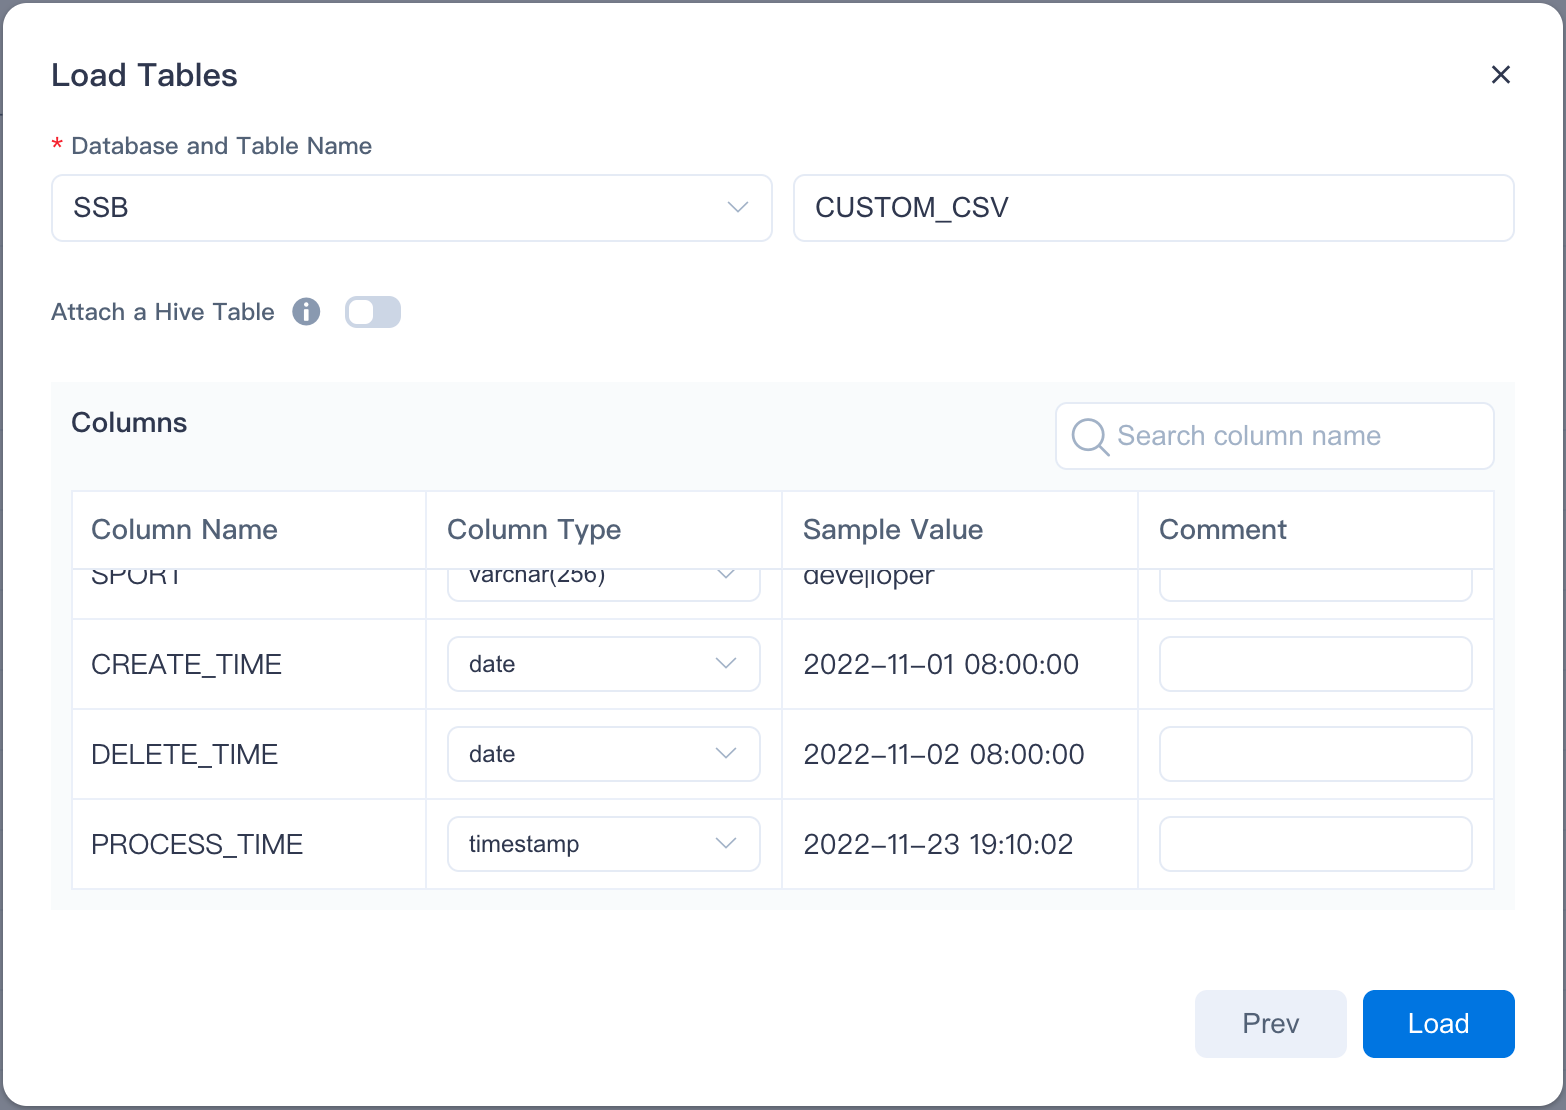 Load Tables
* Database and Table Name
SSB
CUSTOM_CSV
Attach a Hive Table
Columns
Search column name
Column Name Column Type Sample Value Comment
SPORT varchar(256) developer
CREATE_TIME date 2022-11-01 08:00:00
DELETE_TIME date 2022-11-02 08:00:00
PROCESS_TIME timestamp 2022-11-23 19:10:02
Prev Load